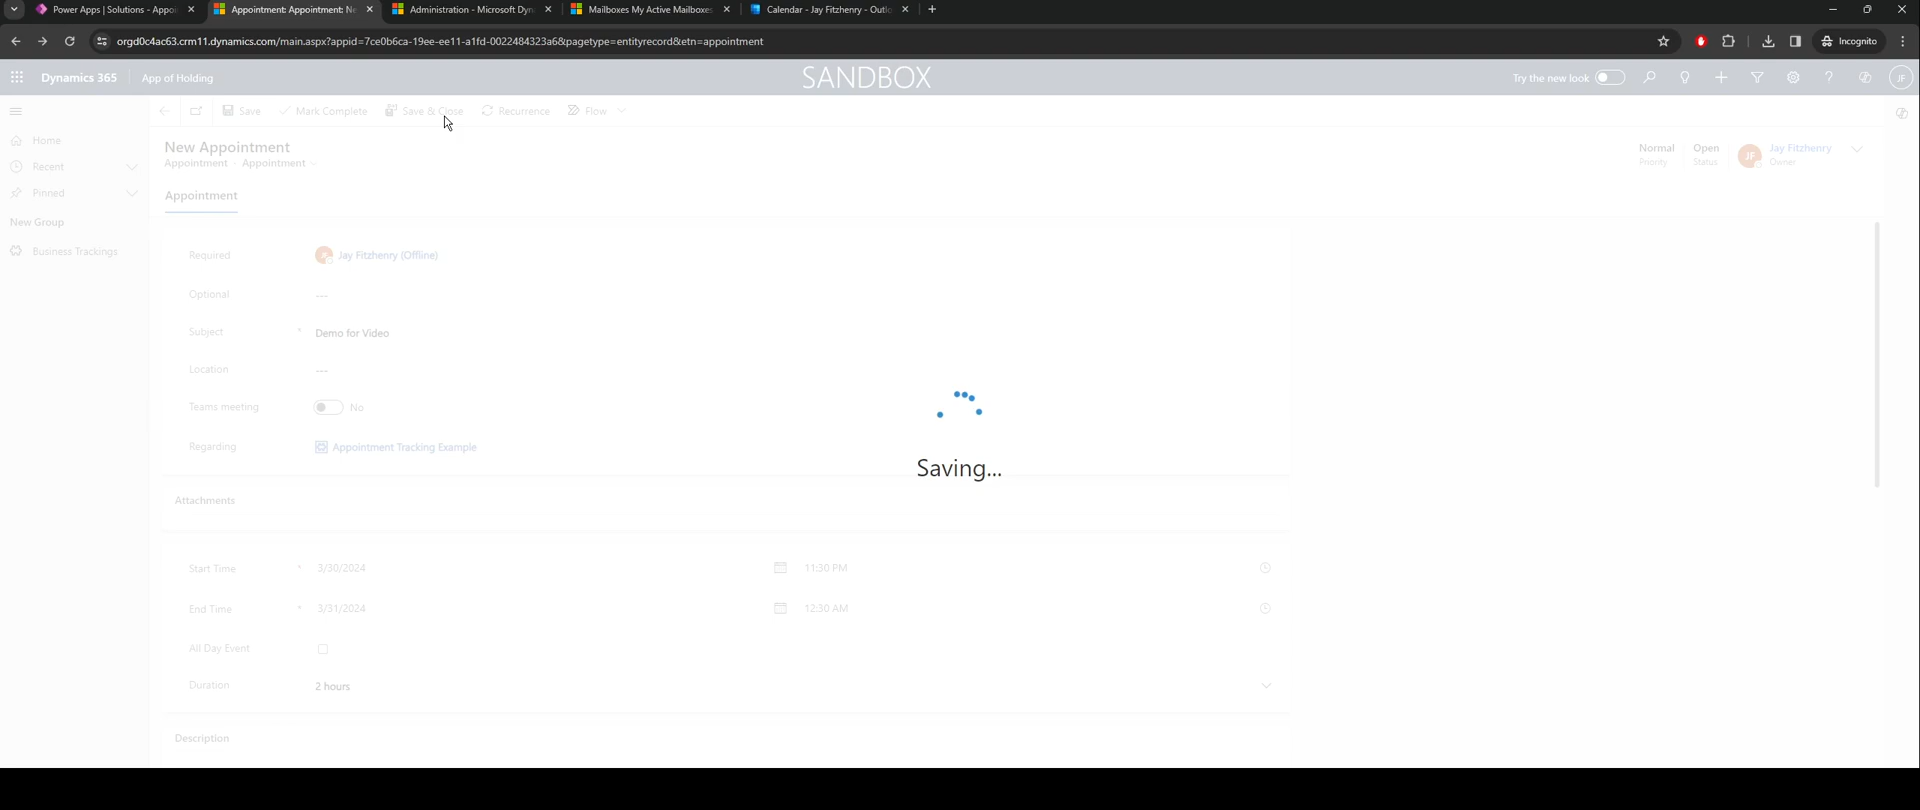 Power Apps | Solutions - Appoi
Appointment: Appointment: Ne
Administration - Microsoft Dyn
Mailboxes My Active Mailboxes
Calendar - Jay Fitzhenry - Outlo
orgd0c4ac63.crm11.dynamics.com/main.aspx?appid=7ce0b6ca-19ee-ee11-a1fd-0022484323a6&pagetype=entityrecord&etn=appointment
Incognito
Dynamics 365
App of Holding
SANDBOX
Try the new look
JF
Save
Mark Complete
Save & Close
Recurrence
Flow
Home
Recent
Pinned
New Group
Business Trackings
New Appointment
Appointment · Appointment
Normal
Priority
Open
Status
JF
Jay Fitzhenry
Owner
Appointment
Required
Jay Fitzhenry (Offline)
Optional
---
Subject * Demo for Video
Location
---
Teams meeting
No
Regarding
Appointment Tracking Example
Saving...
Attachments
Start Time * 3/30/2024 11:30 PM
End Time * 3/31/2024 12:30 AM
All Day Event
Duration
2 hours
Description